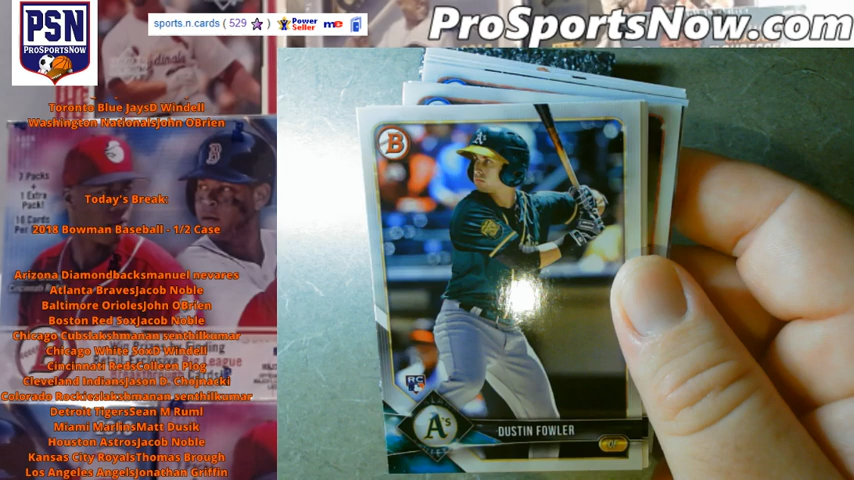 PSN
ProSportsNow
sports.n.cards ( 529 ) Power Seller me
ProSportsNow.com
Toronto Blue JaysD Windell
Washington NationalsJohn OBrien
7 Packs
+
1 Extra
Pack!
10 Cards
Per
Today's Break:
2018 Bowman Baseball - 1/2 Case
Arizona Diamondbacksmanuel nevares
Atlanta BravesJacob Noble
Baltimore OriolesJohn OBrien
Boston Red SoxJacob Noble
Chicago Cubslakshmanan senthilkumar
Chicago White SoxD Windell
Cincinnati RedsColleen Plog
Cleveland IndiansJason D. Chojnacki
Colorado Rockieslakshmanan senthilkumar
Detroit TigersSean M Ruml
Miami MarlinsMatt Dusik
Houston AstrosJacob Noble
Kansas City RoyalsThomas Brough
Los Angeles AngelsJonathan Griffin
B
A's
RC
A's
DUSTIN FOWLER